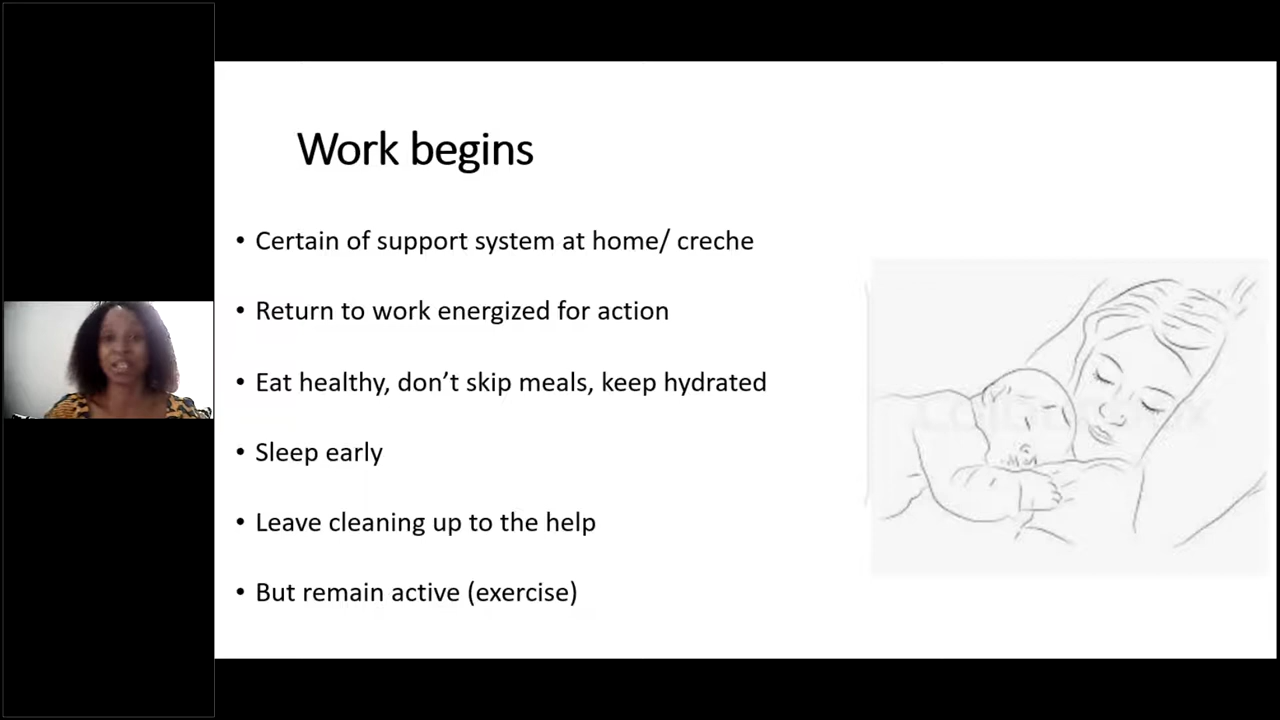 Work begins
• Certain of support system at home/ creche
• Return to work energized for action
• Eat healthy, don’t skip meals, keep hydrated
• Sleep early
• Leave cleaning up to the help
• But remain active (exercise)